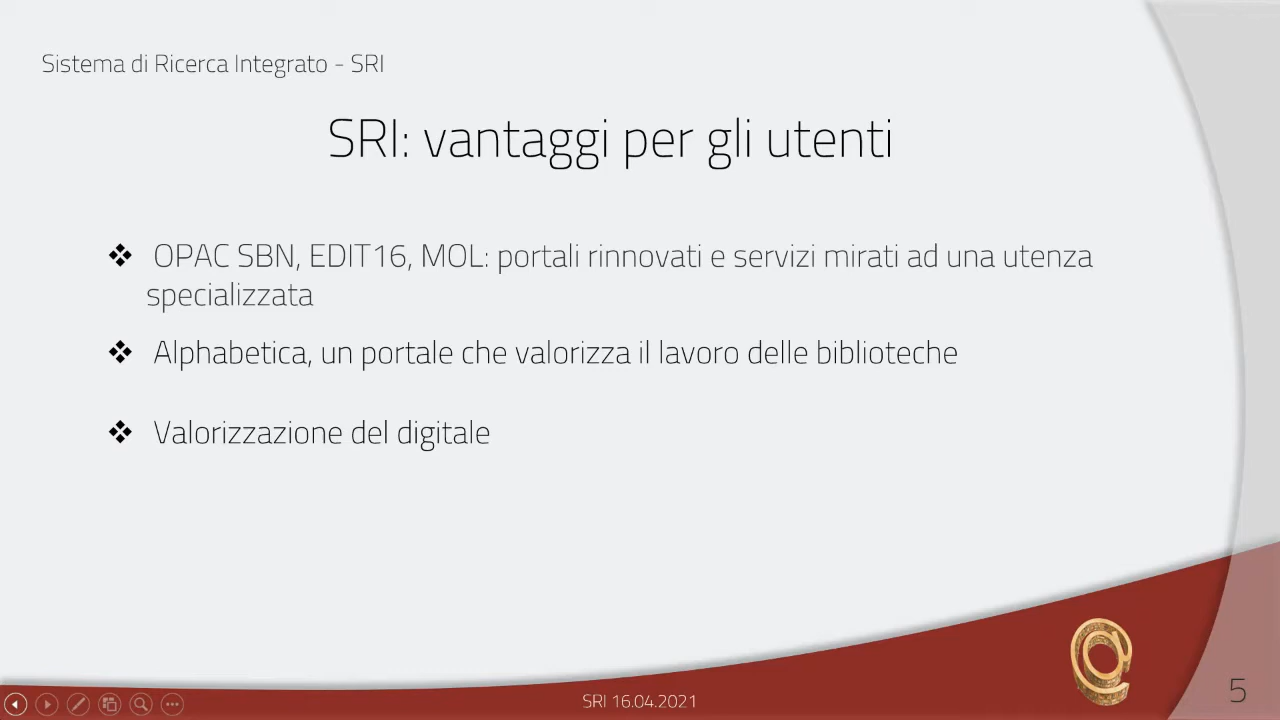 Sistema di Ricerca Integrato - SRI
SRI: vantaggi per gli utenti
❖ OPAC SBN, EDIT16, MOL: portali rinnovati e servizi mirati ad una utenza
specializzata
❖ Alphabetica, un portale che valorizza il lavoro delle biblioteche
❖ Valorizzazione del digitale
SRI 16.04.2021
5